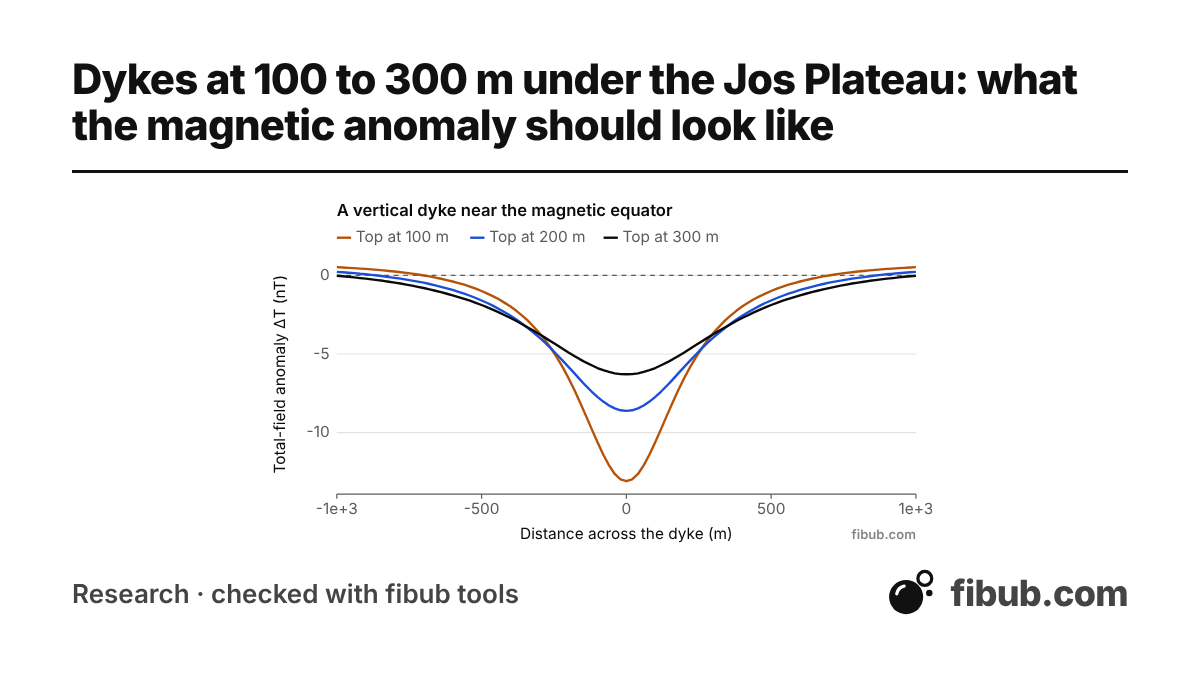 Dykes at 100 to 300 m under the Jos Plateau: what
the magnetic anomaly should look like
A vertical dyke near the magnetic equator
Top at 100 m Top at 200 m Top at 300 m
Total-field anomaly ΔT (nT)
0
-5
-10
-1e+3 -500 0 500 1e+3
Distance across the dyke (m)
fibub.com
Research · checked with fibub tools
fibub.com